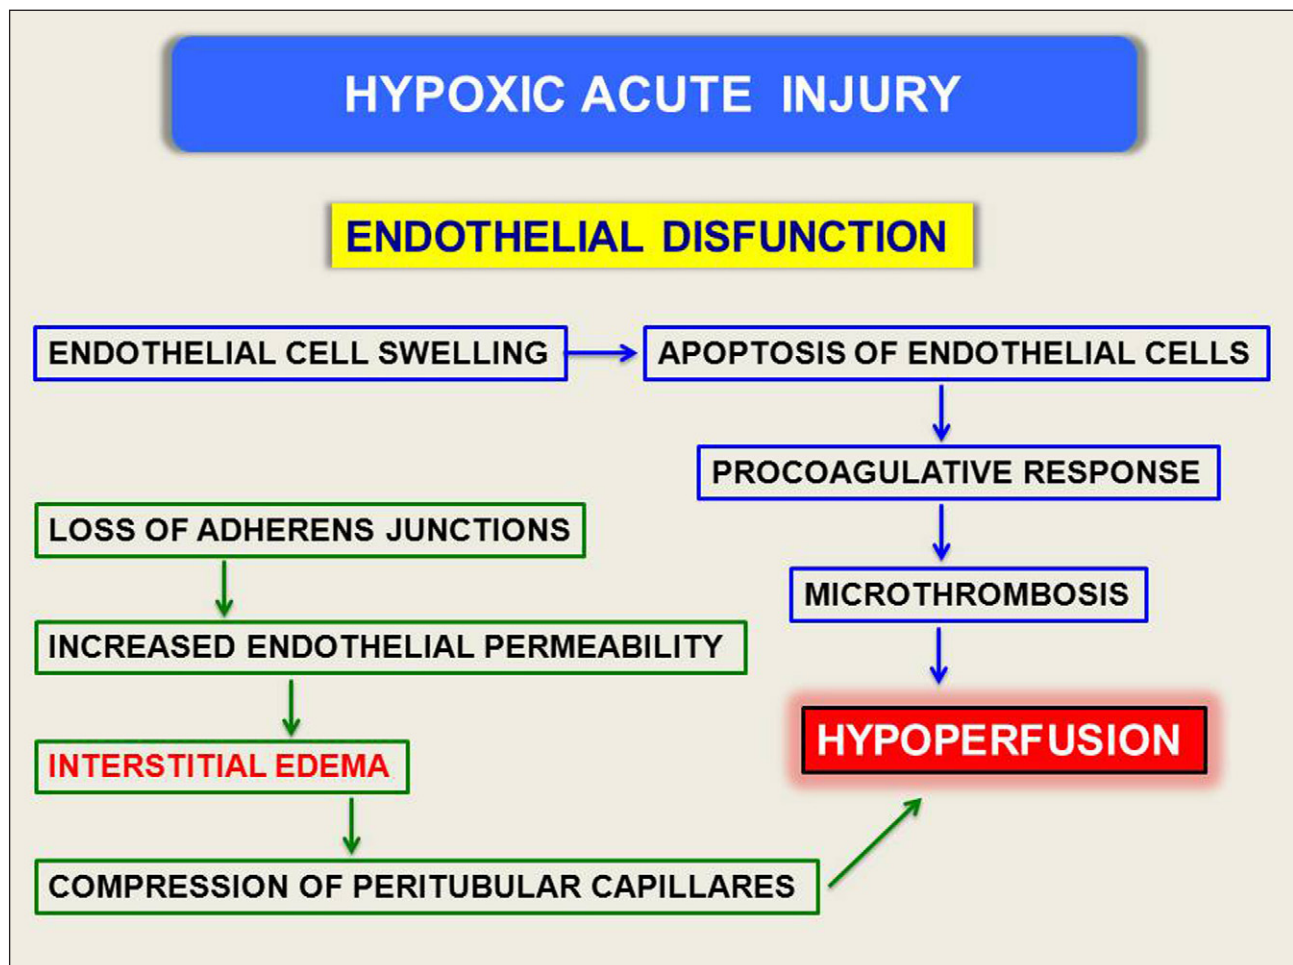 HYPOXIC ACUTE INJURY
ENDOTHELIAL DISFUNCTION
ENDOTHELIAL CELL SWELLING
APOPTOSIS OF ENDOTHELIAL CELLS
PROCOAGULATIVE RESPONSE
MICROTHROMBOSIS
LOSS OF ADHERENS JUNCTIONS
INCREASED ENDOTHELIAL PERMEABILITY
INTERSTITIAL EDEMA
COMPRESSION OF PERITUBULAR CAPILLARES
HYPOPERFUSION